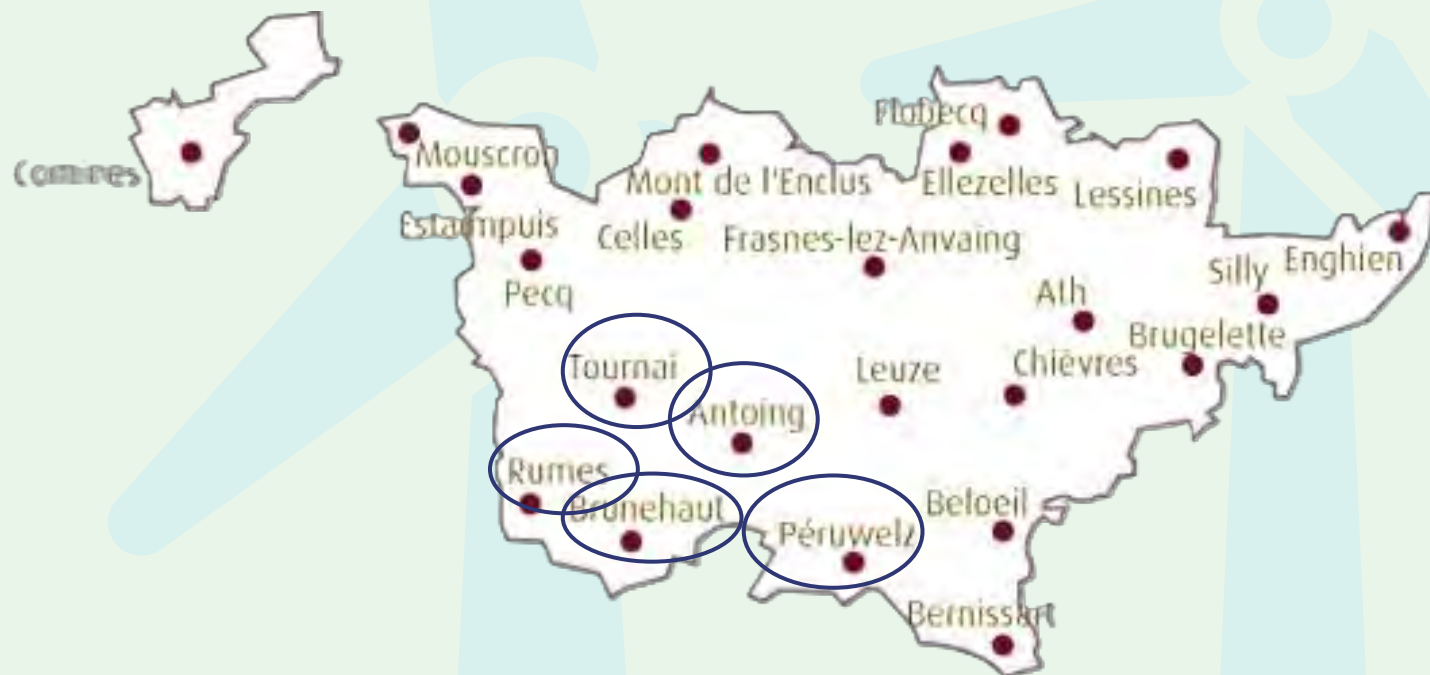 Flobecq
Mouscron
Comines
Mont de l'Enclus
Ellezelles
Lessines
Estaimpuis
Celles
Frasnes-lez-Anvaing
Enghien
Silly
Pecq
Ath
Brugelette
Tournai
Leuze
Chièvres
Antoing
Rumes
Brunehaut
Beloeil
Péruwelz
Bernissart